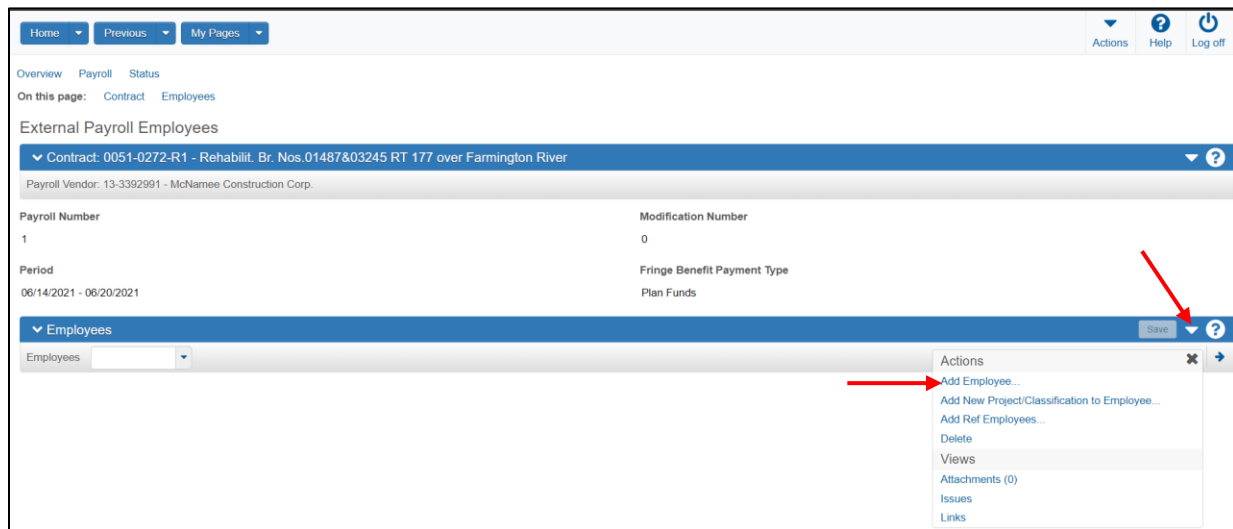 Home Previous My Pages Actions Help Log off
Overview Payroll Status
On this page: Contract Employees
External Payroll Employees
Contract: 0051-0272-R1 - Rehabilit. Br. Nos.01487&03245 RT 177 over Farmington River
Payroll Vendor: 13-3392991 - McNamee Construction Corp.
Payroll Number Modification Number
1 0
Period Fringe Benefit Payment Type
06/14/2021 - 06/20/2021 Plan Funds
Employees Save
Employees
Actions
Add Employee...
Add New Project/Classification to Employee...
Add Ref Employees...
Delete
Views
Attachments (0)
Issues
Links